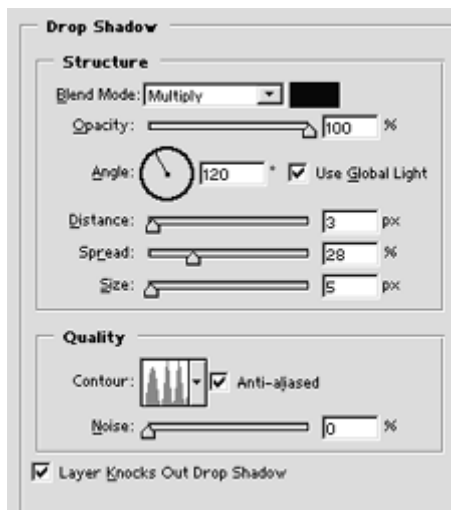 Drop Shadow
Structure
Blend Mode: Multiply
Opacity: 100 %
Angle: 120 ° Use Global Light
Distance: 3 px
Spread: 28 %
Size: 5 px
Quality
Contour: Anti-aliased
Noise: 0 %
Layer Knocks Out Drop Shadow